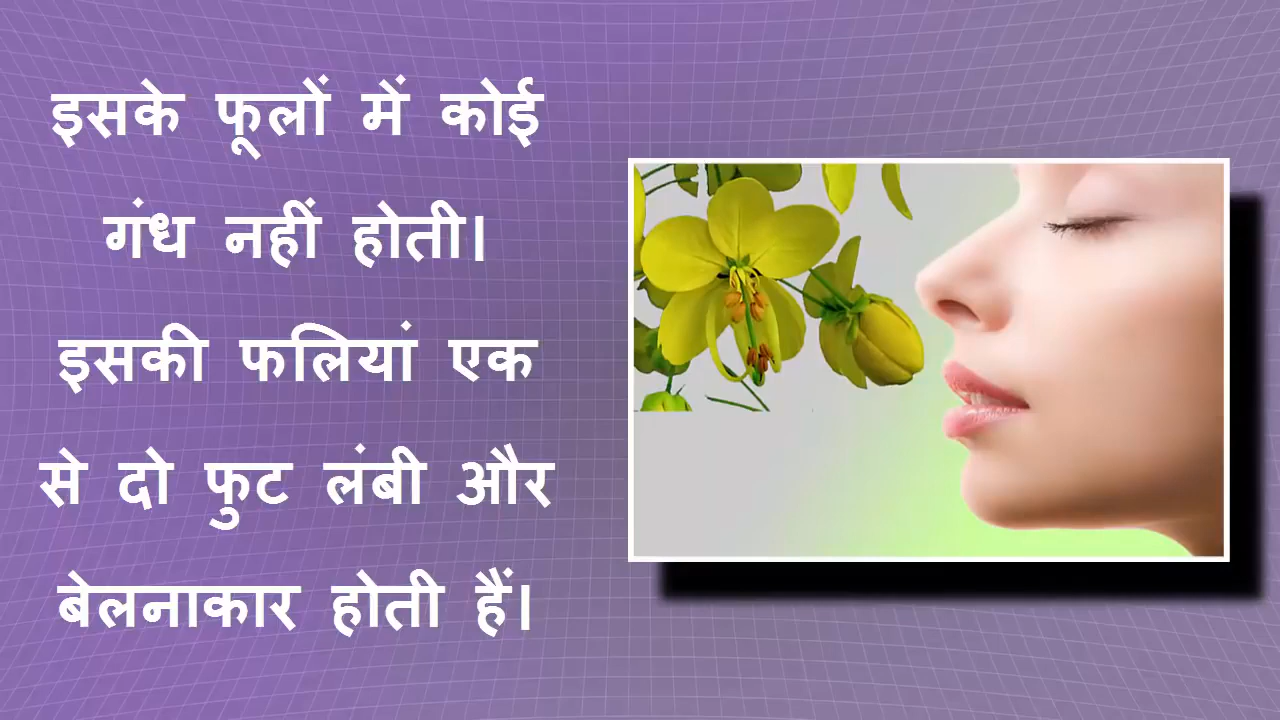 इसके फूलों में कोई
गंध नहीं होती।
इसकी फलियां एक
से दो फुट लंबी और
बेलनाकार होती हैं।